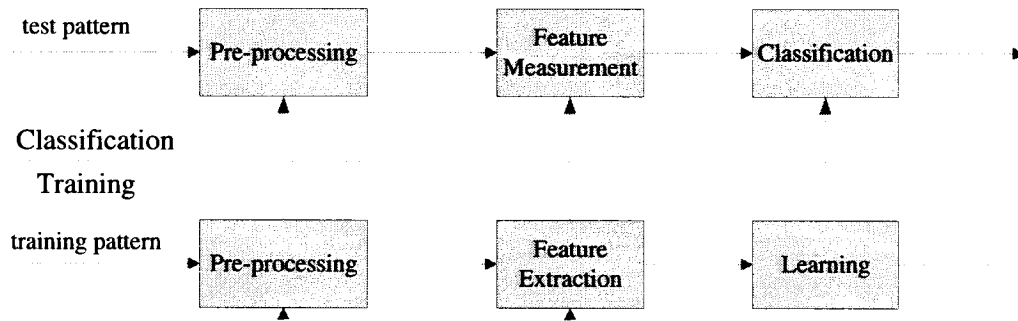 test pattern
Pre-processing
Feature
Measurement
Classification
Classification
Training
training pattern
Pre-processing
Feature
Extraction
Learning